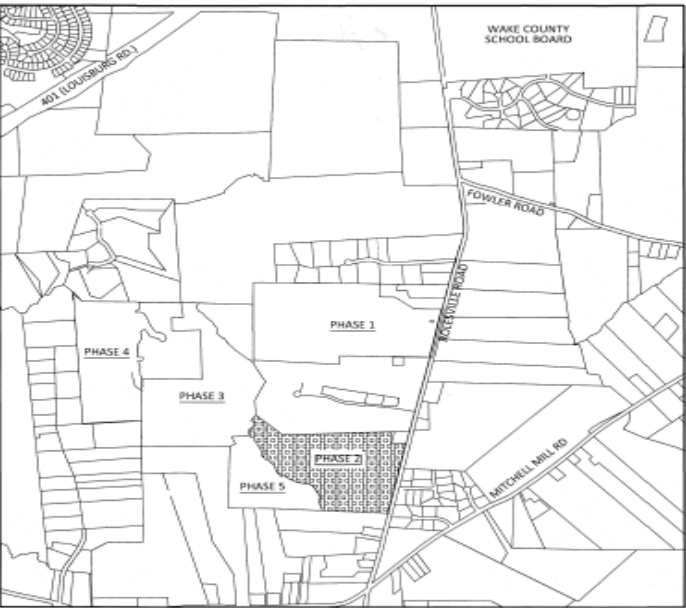 WAKE COUNTY
SCHOOL BOARD
401 (LOUISBURG RD.)
FOWLER ROAD
ROLESVILLE ROAD
PHASE 1
PHASE 4
PHASE 3
PHASE 2
PHASE 5
MITCHELL MILL RD